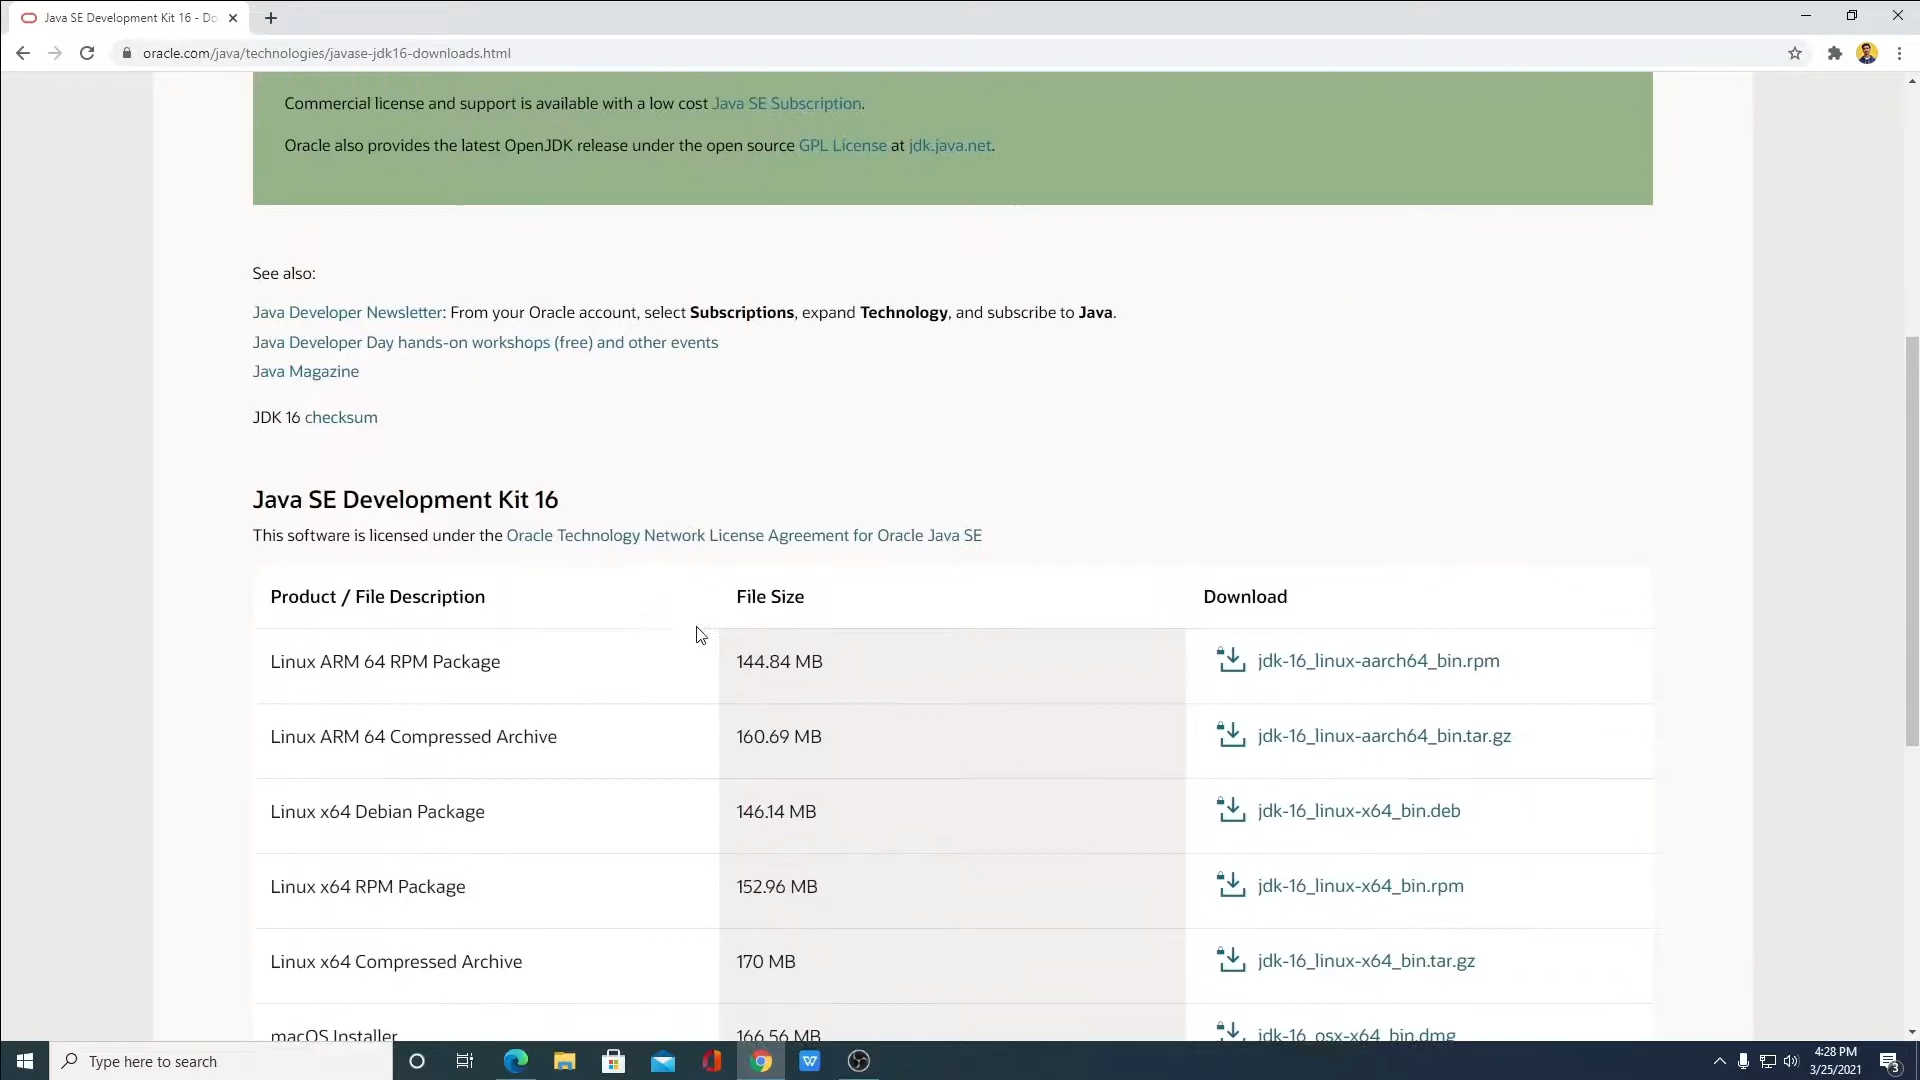 Java SE Development Kit 16 - Do
oracle.com/java/technologies/javase-jdk16-downloads.html
Commercial license and support is available with a low cost Java SE Subscription.
Oracle also provides the latest OpenJDK release under the open source GPL License at jdk.java.net.
See also:
Java Developer Newsletter: From your Oracle account, select Subscriptions, expand Technology, and subscribe to Java.
Java Developer Day hands-on workshops (free) and other events
Java Magazine
JDK 16 checksum
Java SE Development Kit 16
This software is licensed under the Oracle Technology Network License Agreement for Oracle Java SE
Product / File Description File Size Download
Linux ARM 64 RPM Package 144.84 MB jdk-16_linux-aarch64_bin.rpm
Linux ARM 64 Compressed Archive 160.69 MB jdk-16_linux-aarch64_bin.tar.gz
Linux x64 Debian Package 146.14 MB jdk-16_linux-x64_bin.deb
Linux x64 RPM Package 152.96 MB jdk-16_linux-x64_bin.rpm
Linux x64 Compressed Archive 170 MB jdk-16_linux-x64_bin.tar.gz
macOS Installer 166.56 MB jdk-16_osx-x64_bin.dmg
Type here to search
4:28 PM
3/25/2021
3